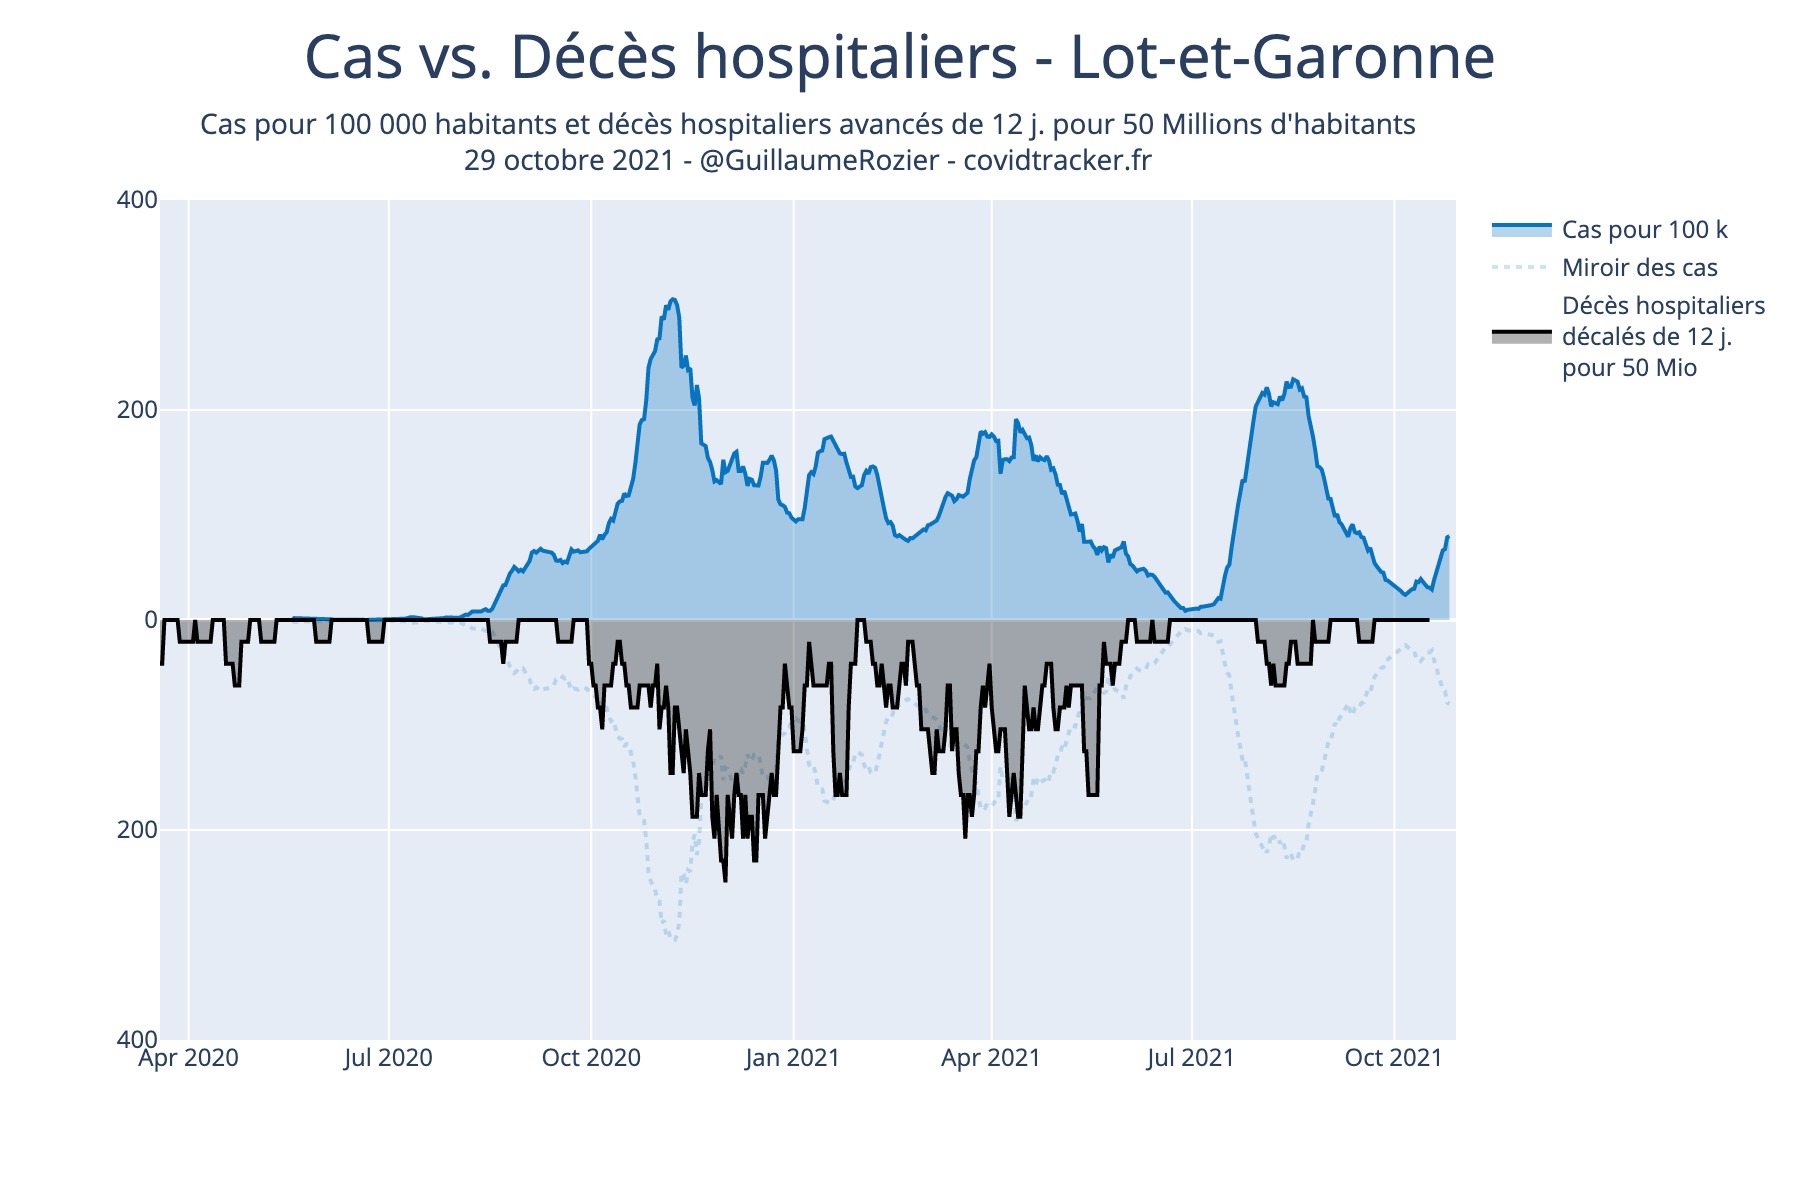 Cas vs. Décès hospitaliers - Lot-et-Garonne
Cas pour 100 000 habitants et décès hospitaliers avancés de 12 j. pour 50 Millions d'habitants
29 octobre 2021 - @GuillaumeRozier - covidtracker.fr
400
200
0
200
400
Apr 2020
Jul 2020
Oct 2020
Jan 2021
Apr 2021
Jul 2021
Oct 2021
Cas pour 100 k
Miroir des cas
Décès hospitaliers
décalés de 12 j.
pour 50 Mio